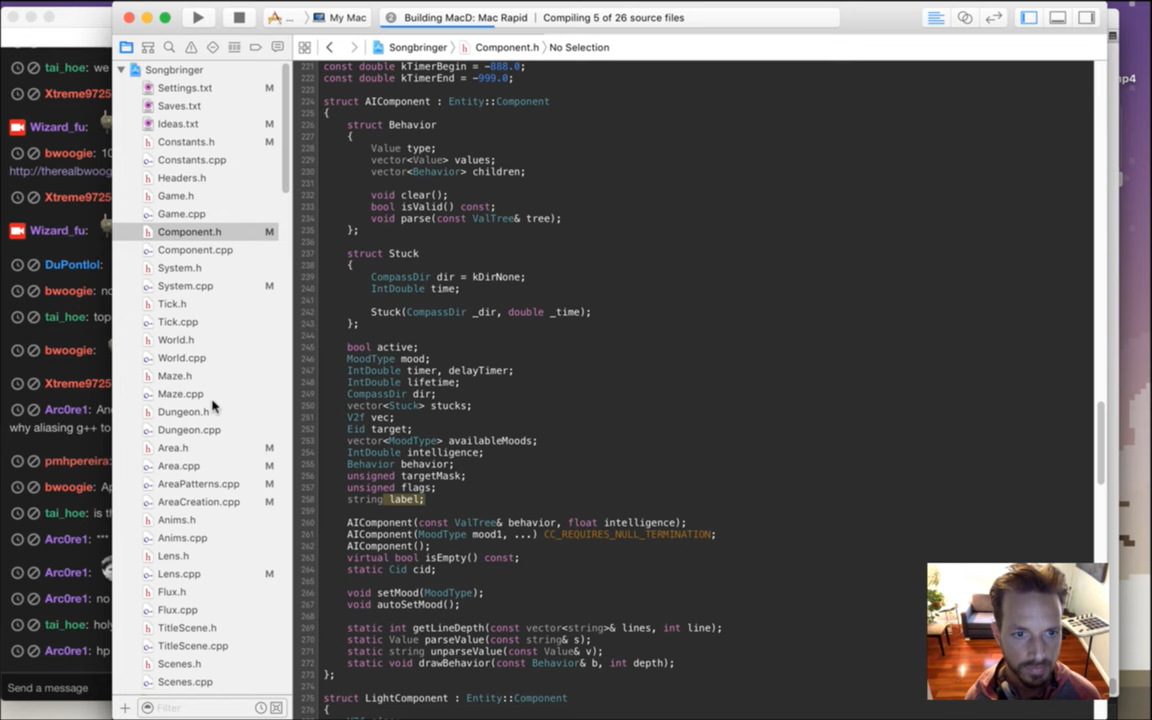 My Mac
Building MacD: Mac Rapid
Compiling 5 of 26 source files
Songbringer
Component.h
No Selection
mp4
tai_hoe: we
Xtreme9725
Wizard_fu:
bwoogie: 10
http://therealbwoog
Xtreme9725
Wizard_fu:
DuPontlol:
bwoogie: no
tai_hoe: top
bwoogie:
Xtreme9725
Arc0re1: And
why aliasing g++ to
pmhpereira:
bwoogie: Ap
tai_hoe: is th
Arc0re1: """
Arc0re1:
Arc0re1: no
tai_hoe: holy
Arc0re1: hp
Send a message
Songbringer
Settings.txt M
Saves.txt
Ideas.txt M
Constants.h M
Constants.cpp
Headers.h
Game.h
Game.cpp
Component.h M
Component.cpp
System.h
System.cpp M
Tick.h
Tick.cpp
World.h
World.cpp
Maze.h
Maze.cpp
Dungeon.h
Dungeon.cpp
Area.h M
Area.cpp M
AreaPatterns.cpp M
AreaCreation.cpp M
Anims.h
Anims.cpp
Lens.h
Lens.cpp M
Flux.h
Flux.cpp
TitleScene.h
TitleScene.cpp
Scenes.h
Scenes.cpp
Filter
221 const double kTimerBegin = -888.0;
222 const double kTimerEnd = -999.0;
223
224 struct AIComponent : Entity::Component
225 {
226 struct Behavior
227 {
228 Value type;
229 vector<Value> values;
230 vector<Behavior> children;
231
232 void clear();
233 bool isValid() const;
234 void parse(const ValTree& tree);
235 };
236
237 struct Stuck
238 {
239 CompassDir dir = kDirNone;
240 IntDouble time;
241
242 Stuck(CompassDir _dir, double _time);
243 };
244
245 bool active;
246 MoodType mood;
247 IntDouble timer, delayTimer;
248 IntDouble lifetime;
249 CompassDir dir;
250 vector<Stuck> stucks;
251 V2f vec;
252 Eid target;
253 vector<MoodType> availableMoods;
254 IntDouble intelligence;
255 Behavior behavior;
256 unsigned targetMask;
257 unsigned flags;
258 string label;
259
260 AIComponent(const ValTree& behavior, float intelligence);
261 AIComponent(MoodType mood1, ...) CC_REQUIRES_NULL_TERMINATION;
262 AIComponent();
263 virtual bool isEmpty() const;
264 static Cid cid;
265
266 void setMood(MoodType);
267 void autoSetMood();
268
269 static int getLineDepth(const vector<string>& lines, int line);
270 static Value parseValue(const string& s);
271 static string unparseValue(const Value& v);
272 static void drawBehavior(const Behavior& b, int depth);
273 };
274
275 struct LightComponent : Entity::Component
276 {